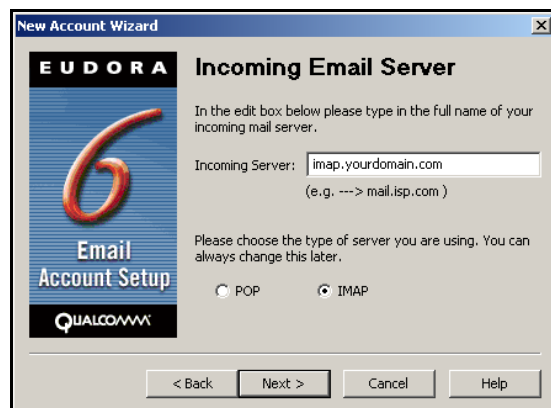 New Account Wizard
EUDORA
6
Email
Account Setup
QUALCOMM
Incoming Email Server
In the edit box below please type in the full name of your
incoming mail server.
Incoming Server: imap.yourdomain.com
(e.g. ---> mail.isp.com )
Please choose the type of server you are using. You can
always change this later.
POP IMAP
< Back Next > Cancel Help